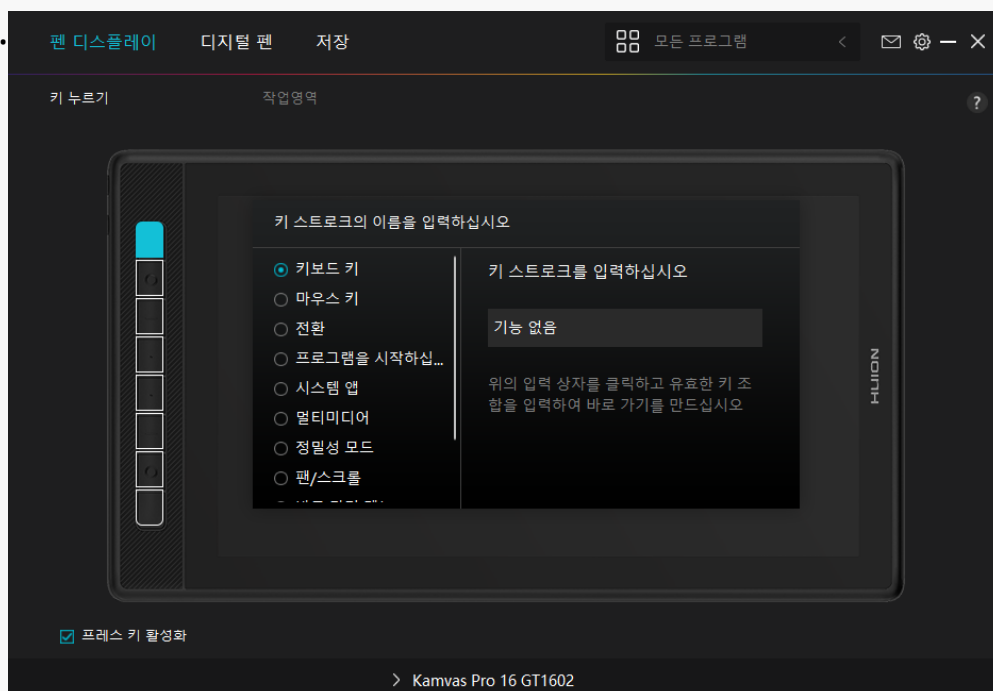 펜 디스플레이 디지털 펜 저장 모든 프로그램
키 누르기 작업영역
?
키 스트로크의 이름을 입력하십시오
키보드 키
마우스 키
전환
프로그램을 시작하십...
시스템 앱
멀티미디어
정밀성 모드
팬/스크롤
키 스트로크를 입력하십시오
기능 없음
위의 입력 상자를 클릭하고 유효한 키 조
합을 입력하여 바로 가기를 만드십시오
HUION
프레스 키 활성화
Kamvas Pro 16 GT1602